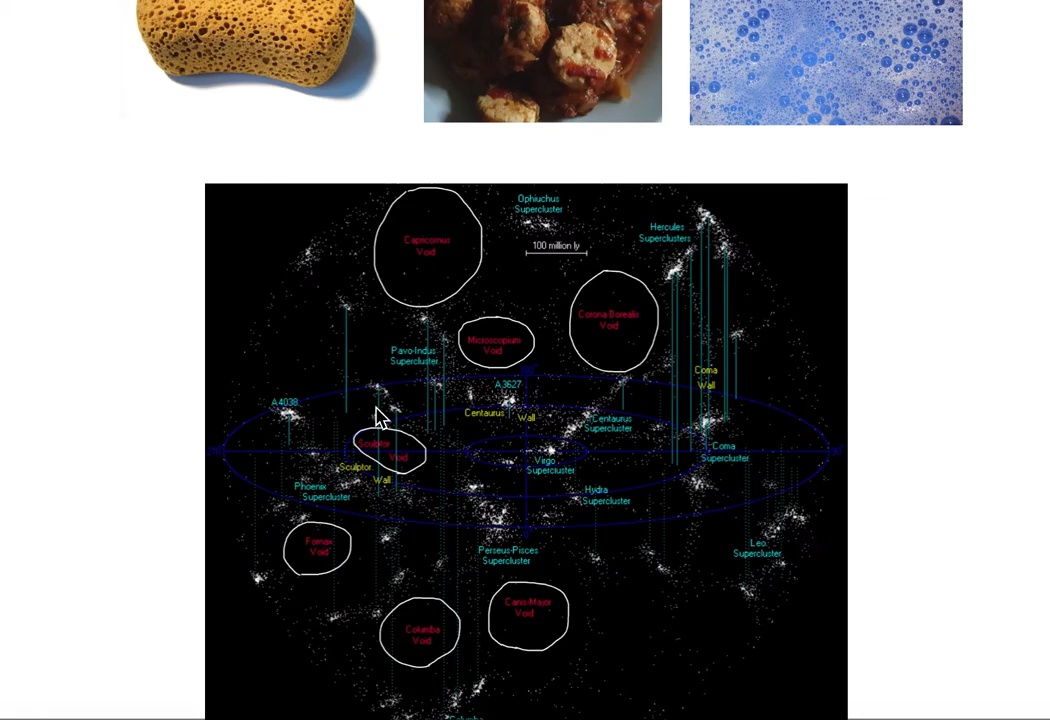 Ophiuchus
Supercluster
Hercules
Superclusters
Capricornus
Void
100 million ly
Corona-Borealis
Void
Microscopium
Void
Pavo-Indus
Supercluster
Coma
Wall
A3627
A4038
Centaurus Wall
Centaurus
Supercluster
Sculptor
Void
Coma
Supercluster
Virgo
Supercluster
Sculptor
Wall
Phoenix
Supercluster
Hydra
Supercluster
0°
Fornax
Void
Perseus-Pisces
Supercluster
Leo
Supercluster
Canis-Major
Void
Columba
Void